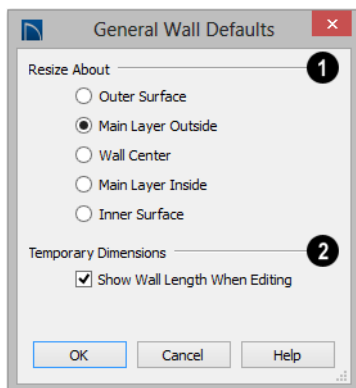 General Wall Defaults
Resize About 1
Outer Surface
Main Layer Outside
Wall Center
Main Layer Inside
Inner Surface
Temporary Dimensions 2
Show Wall Length When Editing
OK Cancel Help